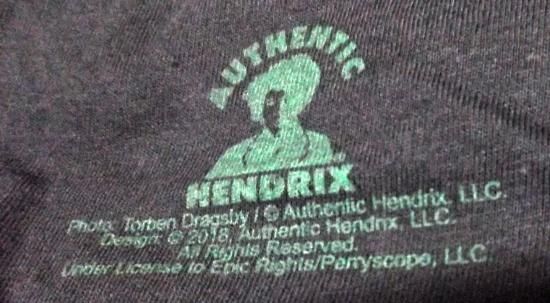 AUTHENTIC
HENDRIX
Photo: Torben Dragsby / © Authentic Hendrix, LLC.
Design: © 2018, Authentic Hendrix, LLC.
All Rights Reserved.
Under License to Epic Rights/Perryscope, LLC.